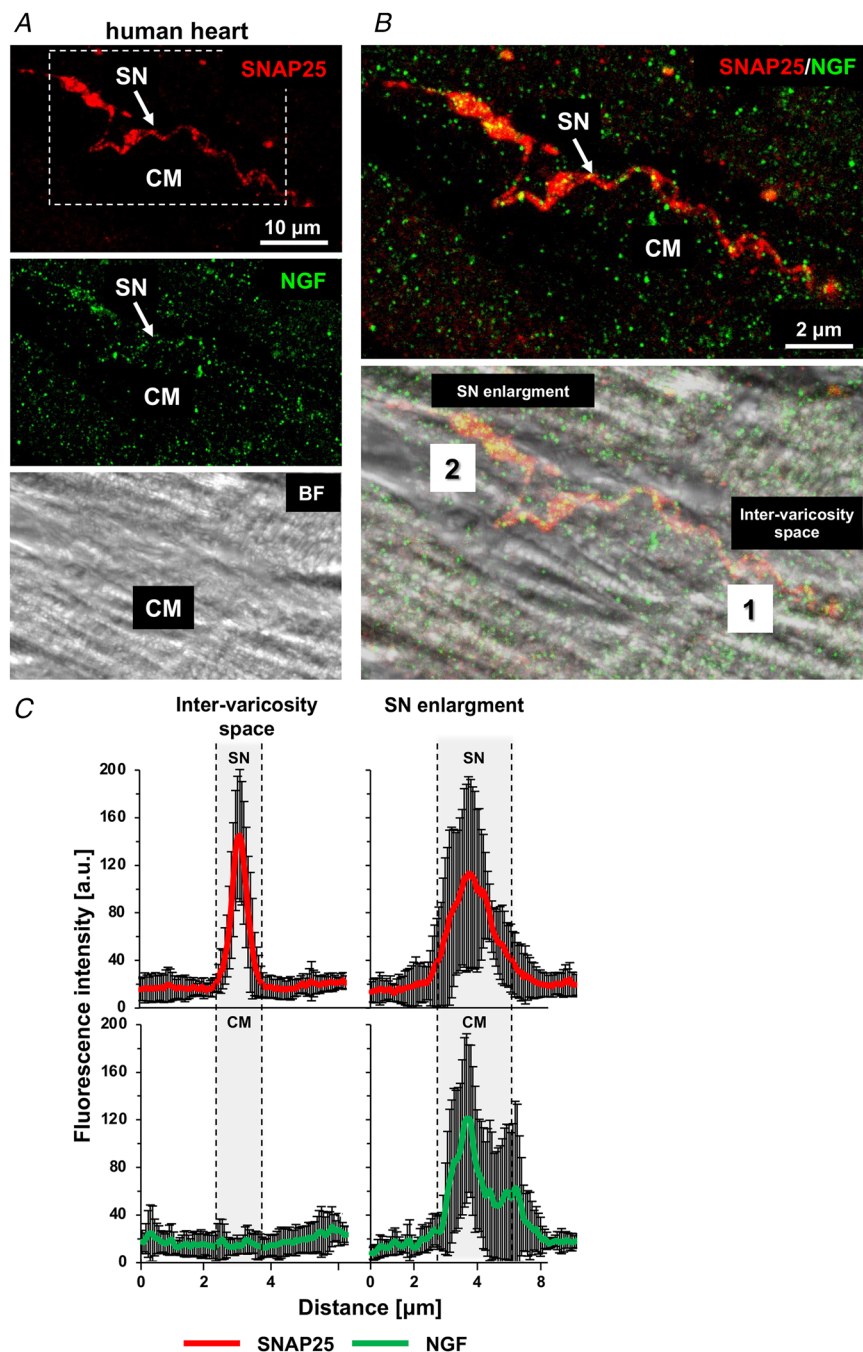 A
human heart
SN
SNAP25
CM
10 µm
SN
NGF
CM
BF
CM
B
SNAP25/NGF
SN
CM
2 µm
SN enlargment
2
Inter-varicosity
space
1
C
Inter-varicosity
space
SN enlargment
SN
SN
200
160
120
80
40
0
CM
CM
200
160
120
80
40
0
0
2
4
0
2
4
6
8
Fluorescence intensity [a.u.]
Distance [µm]
SNAP25
NGF